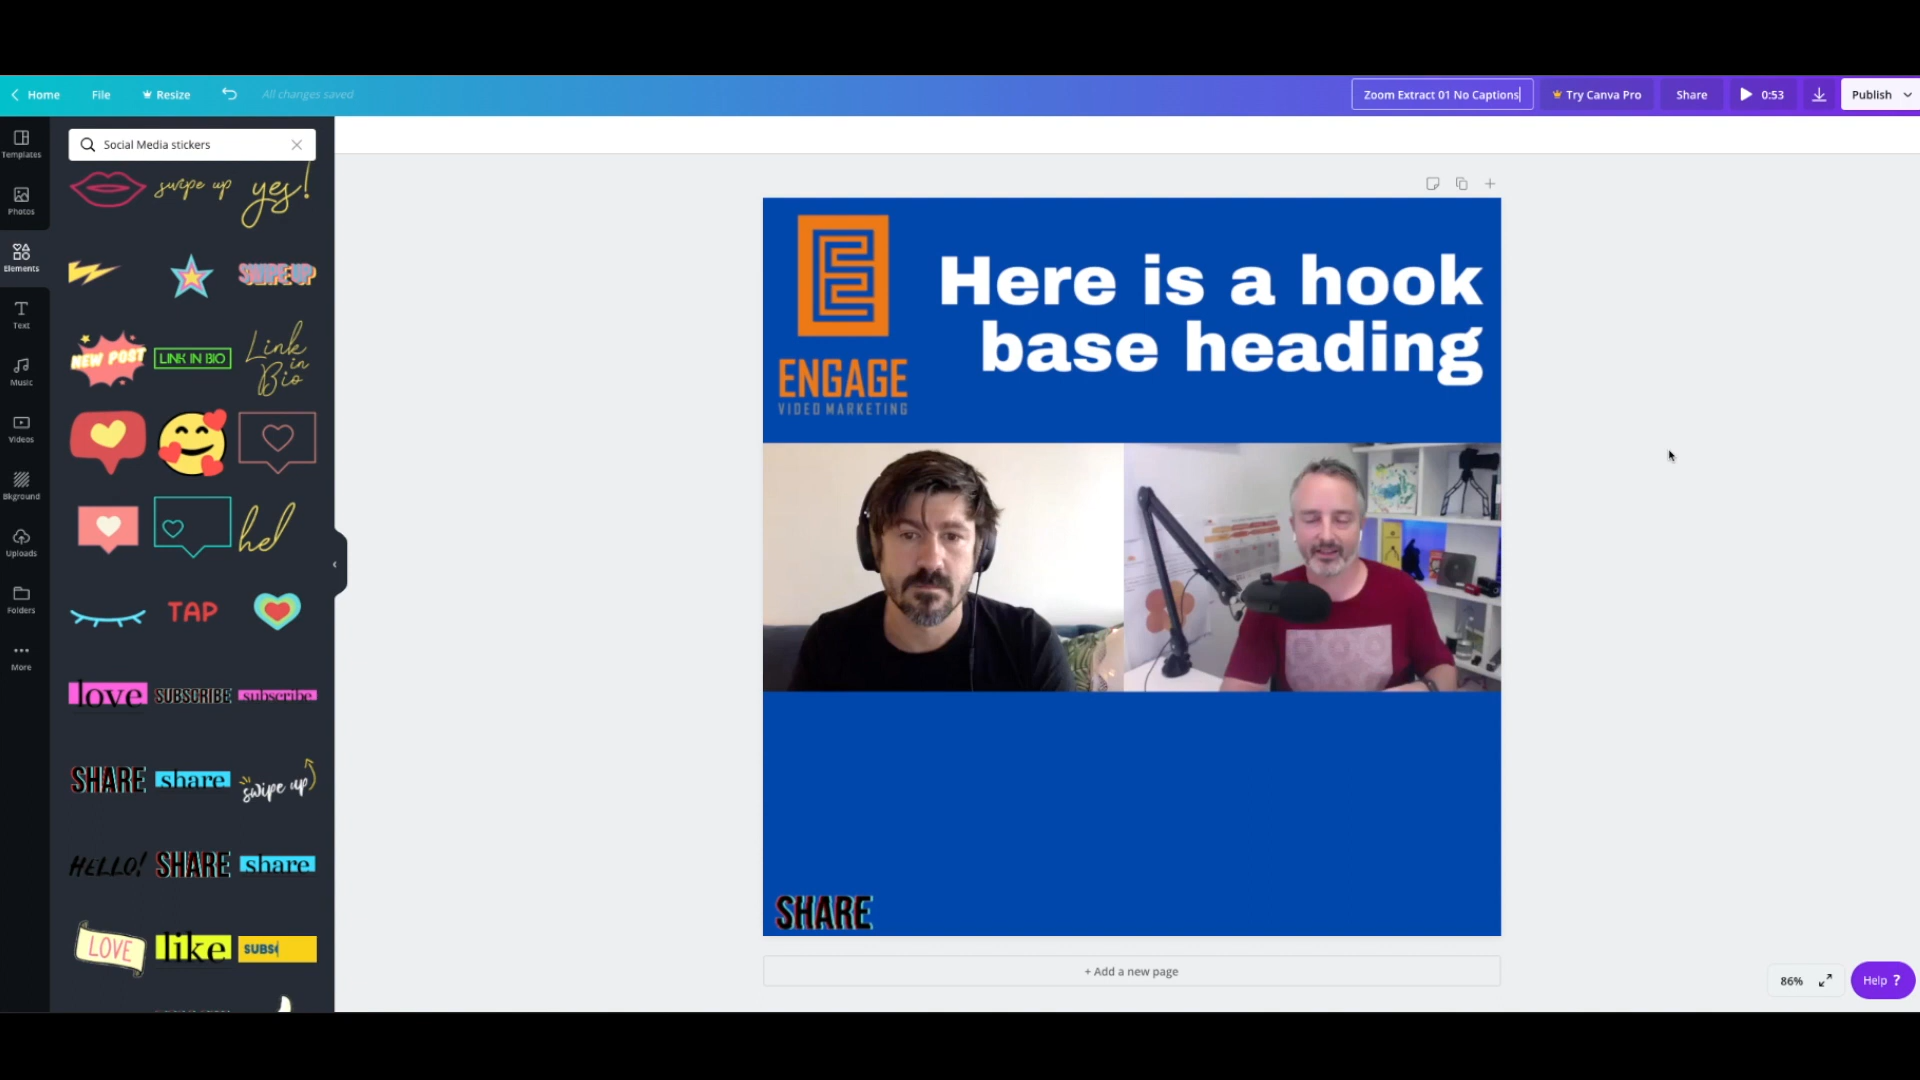 Home
File
Resize
All changes saved
Zoom Extract 01 No Captions
Try Canva Pro
Share
0:53
Publish
Templates
Photos
Elements
Text
Music
Videos
Bkground
Uploads
Folders
More
Social Media stickers
swipe up
yes!
SWIPE UP
NEW POST
LINK IN BIO
Link
in
Bio
hel
TAP
love
SUBSCRIBE
subscribe
SHARE
share
swipe up
HELLO!
SHARE
share
LOVE
like
SUBS
Here is a hook
base heading
ENGAGE
VIDEO MARKETING
SHARE
+ Add a new page
86%
Help ?